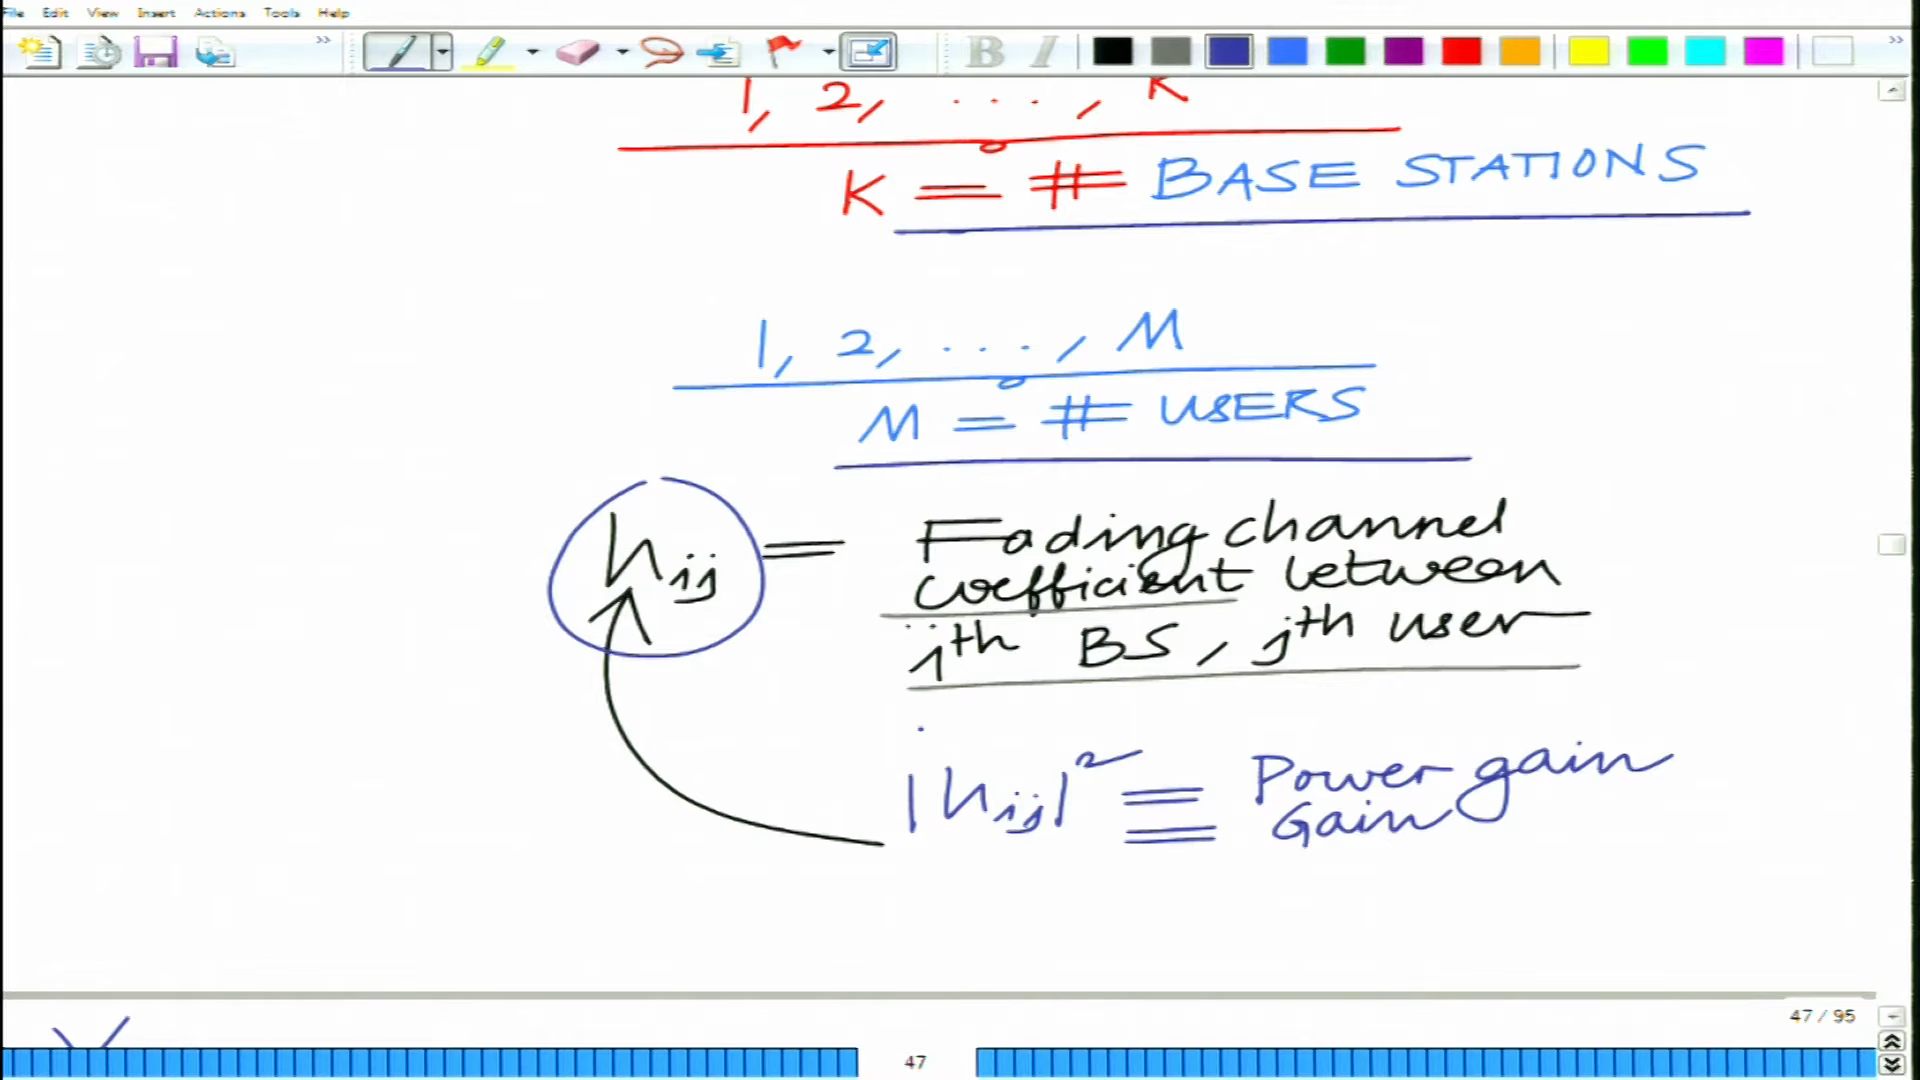 File Edit View Insert Actions Tools Help
B I
1, 2, ..., K
K = # BASE STATIONS
1, 2, ..., M
M = # USERS
hij = Fading channel
coefficient between
ith BS, jth user
|hij|² ≡ Power gain
Gain
47 / 95
47